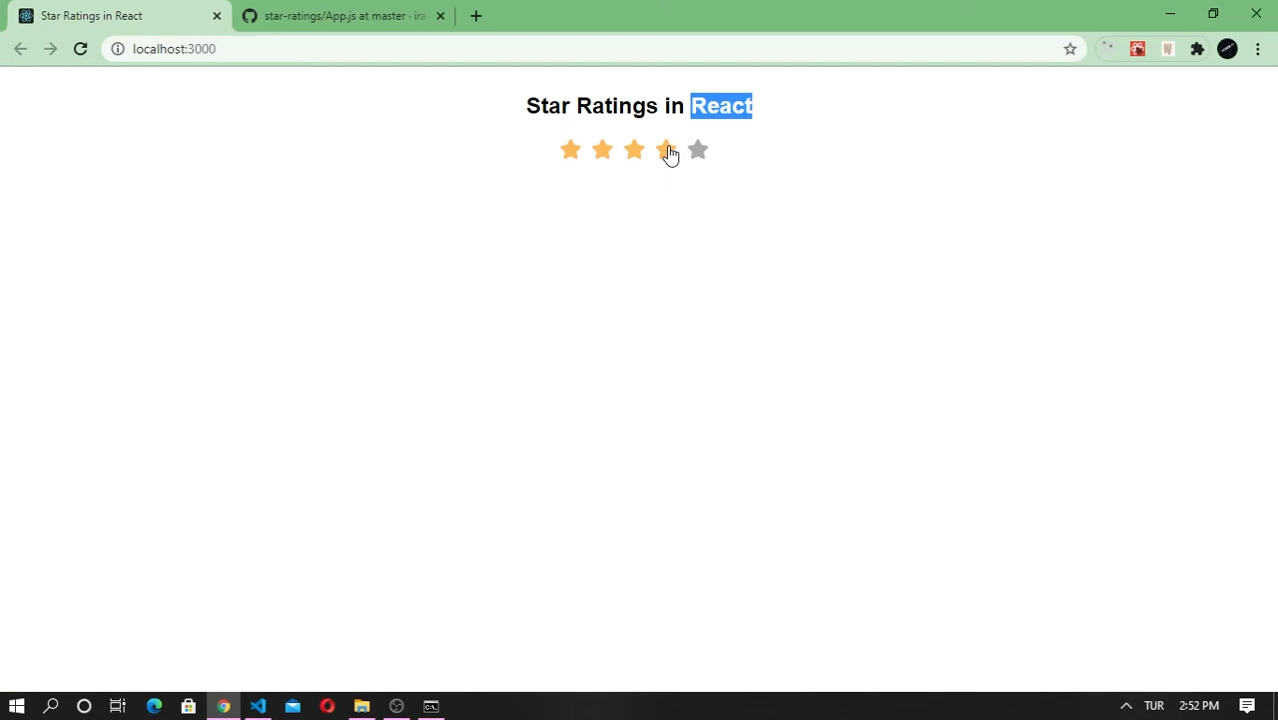 Star Ratings in React
star-ratings/App.js at master · ira
localhost:3000
Star Ratings in React
TUR
2:52 PM